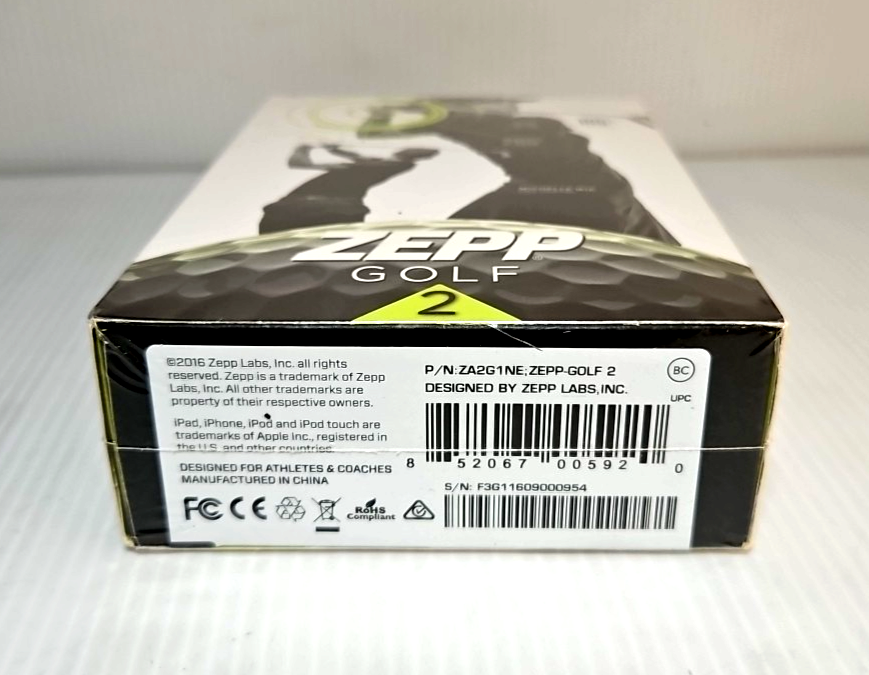 ZEPP
GOLF
2
©2016 Zepp Labs, Inc. all rights
reserved. Zepp is a trademark of Zepp
Labs, Inc. All other trademarks are
property of their respective owners.
iPad, iPhone, iPod and iPod touch are
trademarks of Apple Inc., registered in
the U.S. and other countries.
DESIGNED FOR ATHLETES & COACHES
MANUFACTURED IN CHINA
FC CE RoHS
Compliant
P/N:ZA2G1NE;ZEPP-GOLF 2
BC
DESIGNED BY ZEPP LABS,INC.
UPC
8 52067 00592 0
S/N: F3G11609000954